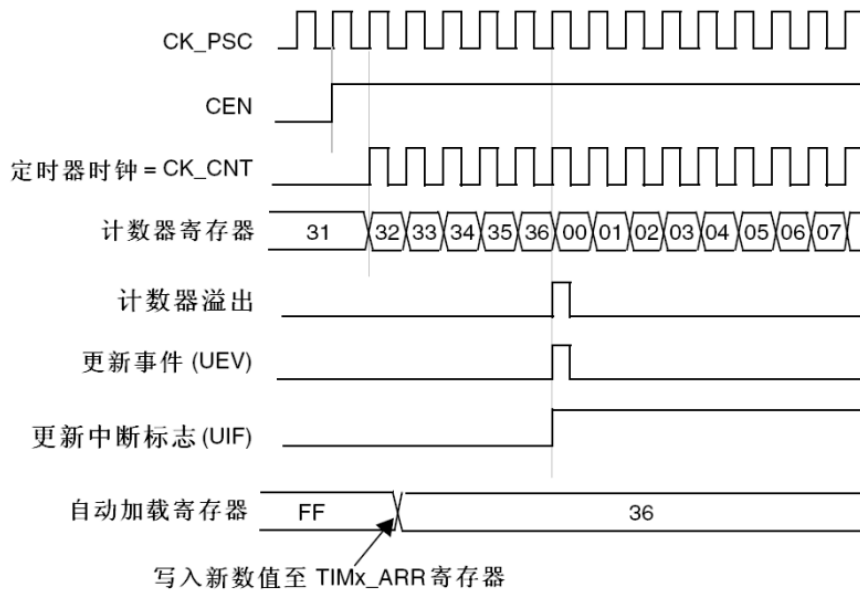 CK_PSC
CEN
定时器时钟 = CK_CNT
计数器寄存器 31 32 33 34 35 36 00 01 02 03 04 05 06 07
计数器溢出
更新事件 (UEV)
更新中断标志 (UIF)
自动加载寄存器 FF 36
写入新数值至 TIMx_ARR 寄存器